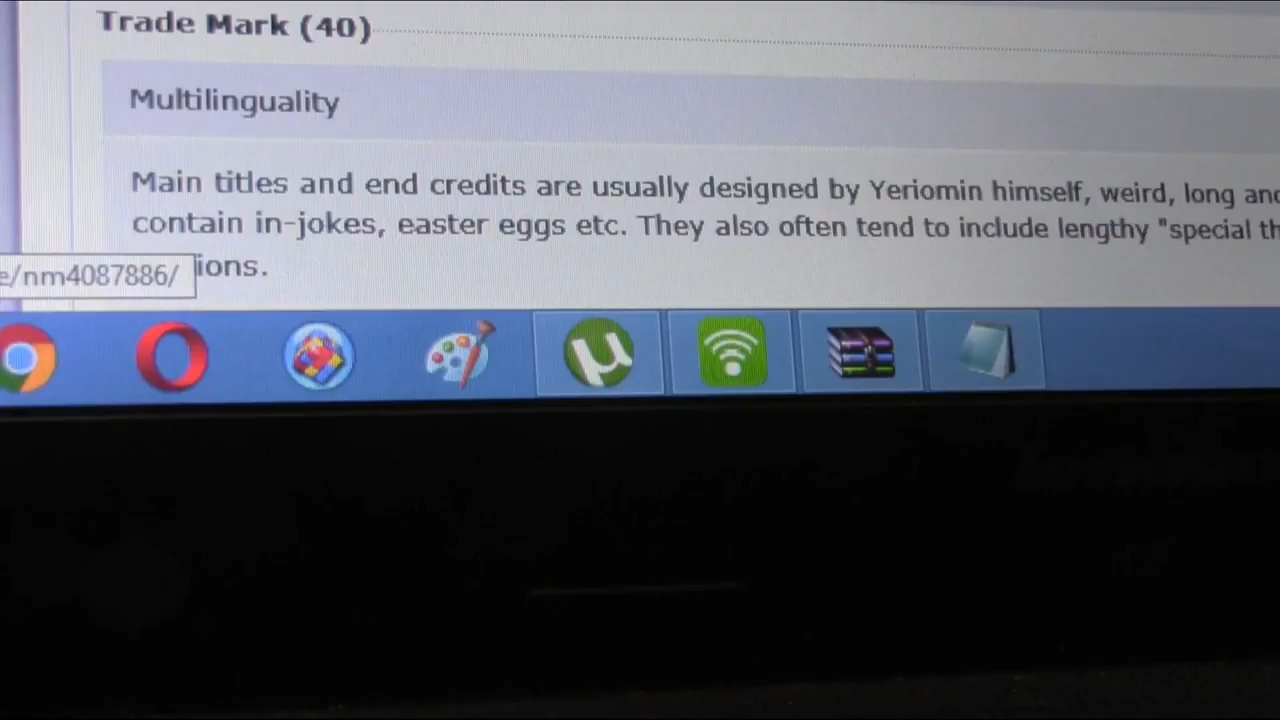 Trade Mark (40)
Multilinguality
Main titles and end credits are usually designed by Yeriomin himself, weird, long and
contain in-jokes, easter eggs etc. They also often tend to include lengthy "special th
ions.
e/nm4087886/